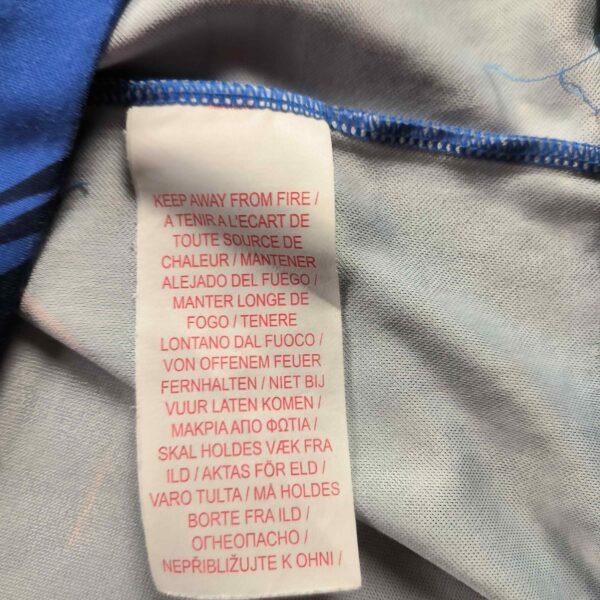 KEEP AWAY FROM FIRE /
A TENIR A L'ECART DE
TOUTE SOURCE DE
CHALEUR / MANTENER
ALEJADO DEL FUEGO /
MANTER LONGE DE
FOGO / TENERE
LONTANO DAL FUOCO /
VON OFFENEM FEUER
FERNHALTEN / NIET BIJ
VUUR LATEN KOMEN /
ΜΑΚΡΙΑ ΑΠΟ ΦΩΤΙΑ /
SKAL HOLDES VÆK FRA
ILD / AKTAS FÖR ELD /
VARO TULTA / MÅ HOLDES
BORTE FRA ILD /
ОГНЕОПАСНО /
NEPŘIBLIŽUJTE K OHNI /